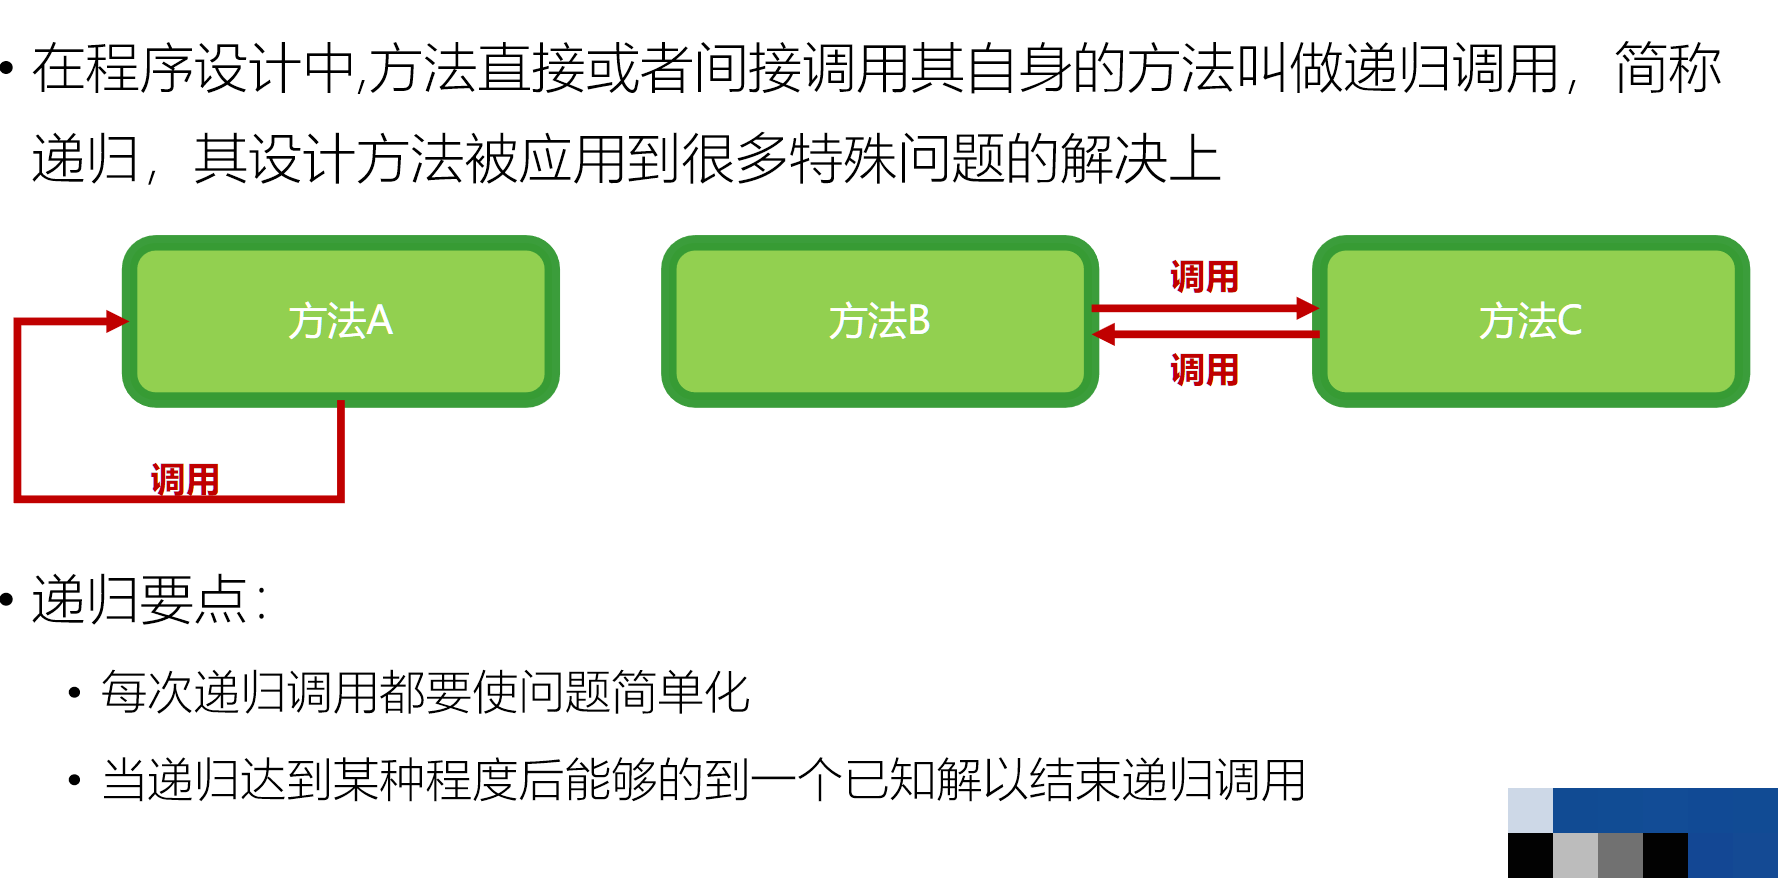 • 在程序设计中,方法直接或者间接调用其自身的方法叫做递归调用，简称
递归，其设计方法被应用到很多特殊问题的解决上
调用
方法A
方法B
方法C
调用
调用
• 递归要点：
• 每次递归调用都要使问题简单化
• 当递归达到某种程度后能够的到一个已知解以结束递归调用